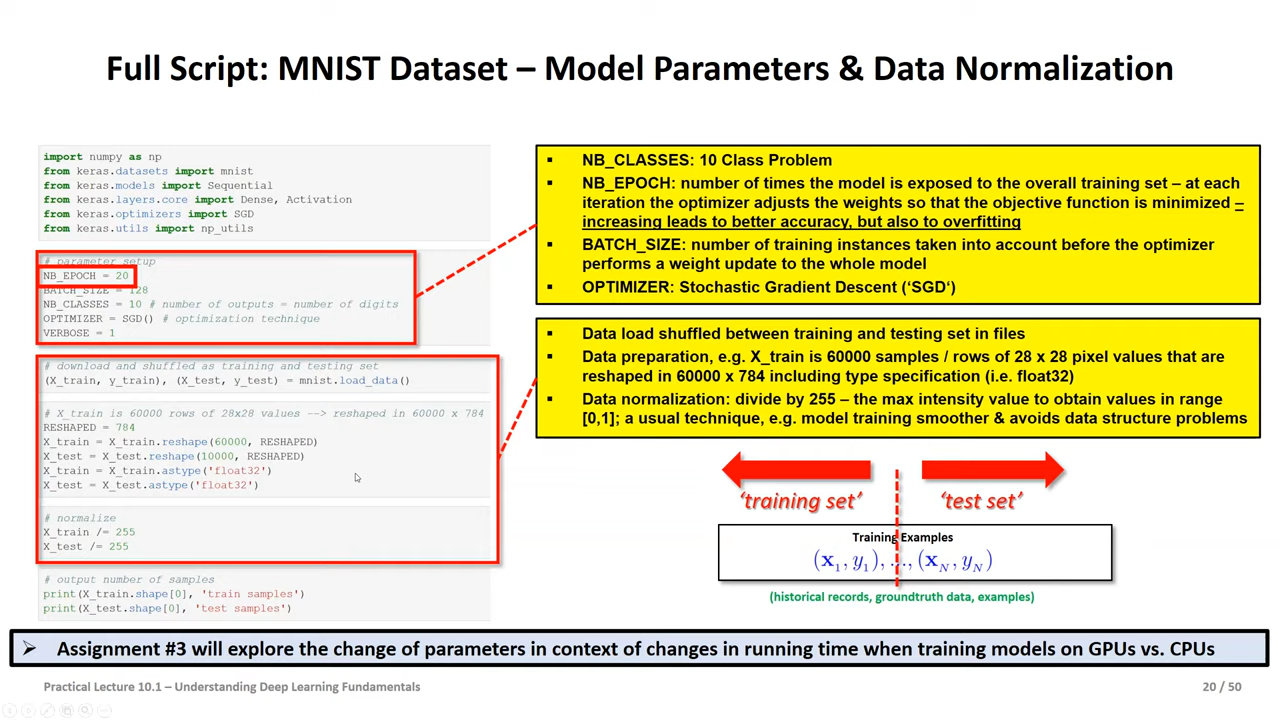 Full Script: MNIST Dataset – Model Parameters & Data Normalization
import numpy as np
from keras.datasets import mnist
from keras.models import Sequential
from keras.layers.core import Dense, Activation
from keras.optimizers import SGD
from keras.utils import np_utils
# parameter setup
NB_EPOCH = 20
BATCH_SIZE = 128
NB_CLASSES = 10 # number of outputs = number of digits
OPTIMIZER = SGD() # optimization technique
VERBOSE = 1
# download and shuffled as training and testing set
(X_train, y_train), (X_test, y_test) = mnist.load_data()
# X_train is 60000 rows of 28x28 values --> reshaped in 60000 x 784
RESHAPED = 784
X_train = X_train.reshape(60000, RESHAPED)
X_test = X_test.reshape(10000, RESHAPED)
X_train = X_train.astype('float32')
X_test = X_test.astype('float32')
# normalize
X_train /= 255
X_test /= 255
# output number of samples
print(X_train.shape[0], 'train samples')
print(X_test.shape[0], 'test samples')
▪ NB_CLASSES: 10 Class Problem
▪ NB_EPOCH: number of times the model is exposed to the overall training set – at each
iteration the optimizer adjusts the weights so that the objective function is minimized –
increasing leads to better accuracy, but also to overfitting
▪ BATCH_SIZE: number of training instances taken into account before the optimizer
performs a weight update to the whole model
▪ OPTIMIZER: Stochastic Gradient Descent (‘SGD‘)
▪ Data load shuffled between training and testing set in files
▪ Data preparation, e.g. X_train is 60000 samples / rows of 28 x 28 pixel values that are
reshaped in 60000 x 784 including type specification (i.e. float32)
▪ Data normalization: divide by 255 – the max intensity value to obtain values in range
[0,1]; a usual technique, e.g. model training smoother & avoids data structure problems
‘training set’ ‘test set’
Training Examples
(x₁, y₁), ..., (x_N, y_N)
(historical records, groundtruth data, examples)
➢ Assignment #3 will explore the change of parameters in context of changes in running time when training models on GPUs vs. CPUs
Practical Lecture 10.1 – Understanding Deep Learning Fundamentals 20 / 50